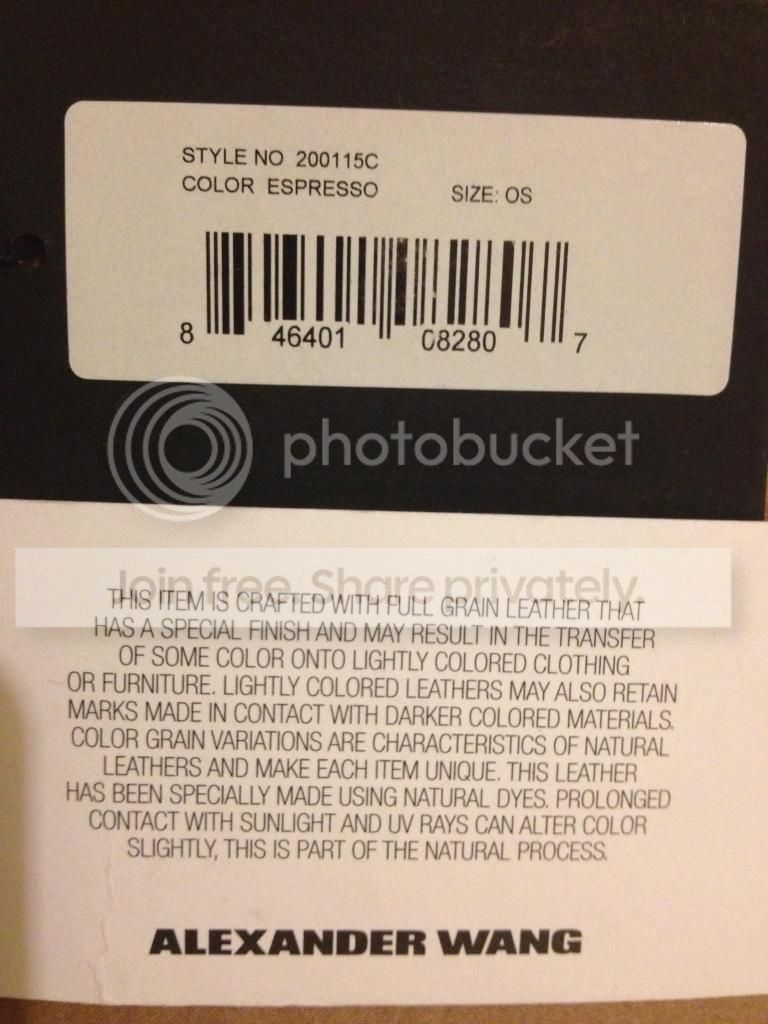 STYLE NO 200115C
COLOR ESPRESSO SIZE: OS
8 46401 08280 7
photobucket
Join free. Share privately.
THIS ITEM IS CRAFTED WITH FULL GRAIN LEATHER THAT
HAS A SPECIAL FINISH AND MAY RESULT IN THE TRANSFER
OF SOME COLOR ONTO LIGHTLY COLORED CLOTHING
OR FURNITURE. LIGHTLY COLORED LEATHERS MAY ALSO RETAIN
MARKS MADE IN CONTACT WITH DARKER COLORED MATERIALS.
COLOR GRAIN VARIATIONS ARE CHARACTERISTICS OF NATURAL
LEATHERS AND MAKE EACH ITEM UNIQUE. THIS LEATHER
HAS BEEN SPECIALLY MADE USING NATURAL DYES. PROLONGED
CONTACT WITH SUNLIGHT AND UV RAYS CAN ALTER COLOR
SLIGHTLY, THIS IS PART OF THE NATURAL PROCESS.
ALEXANDER WANG